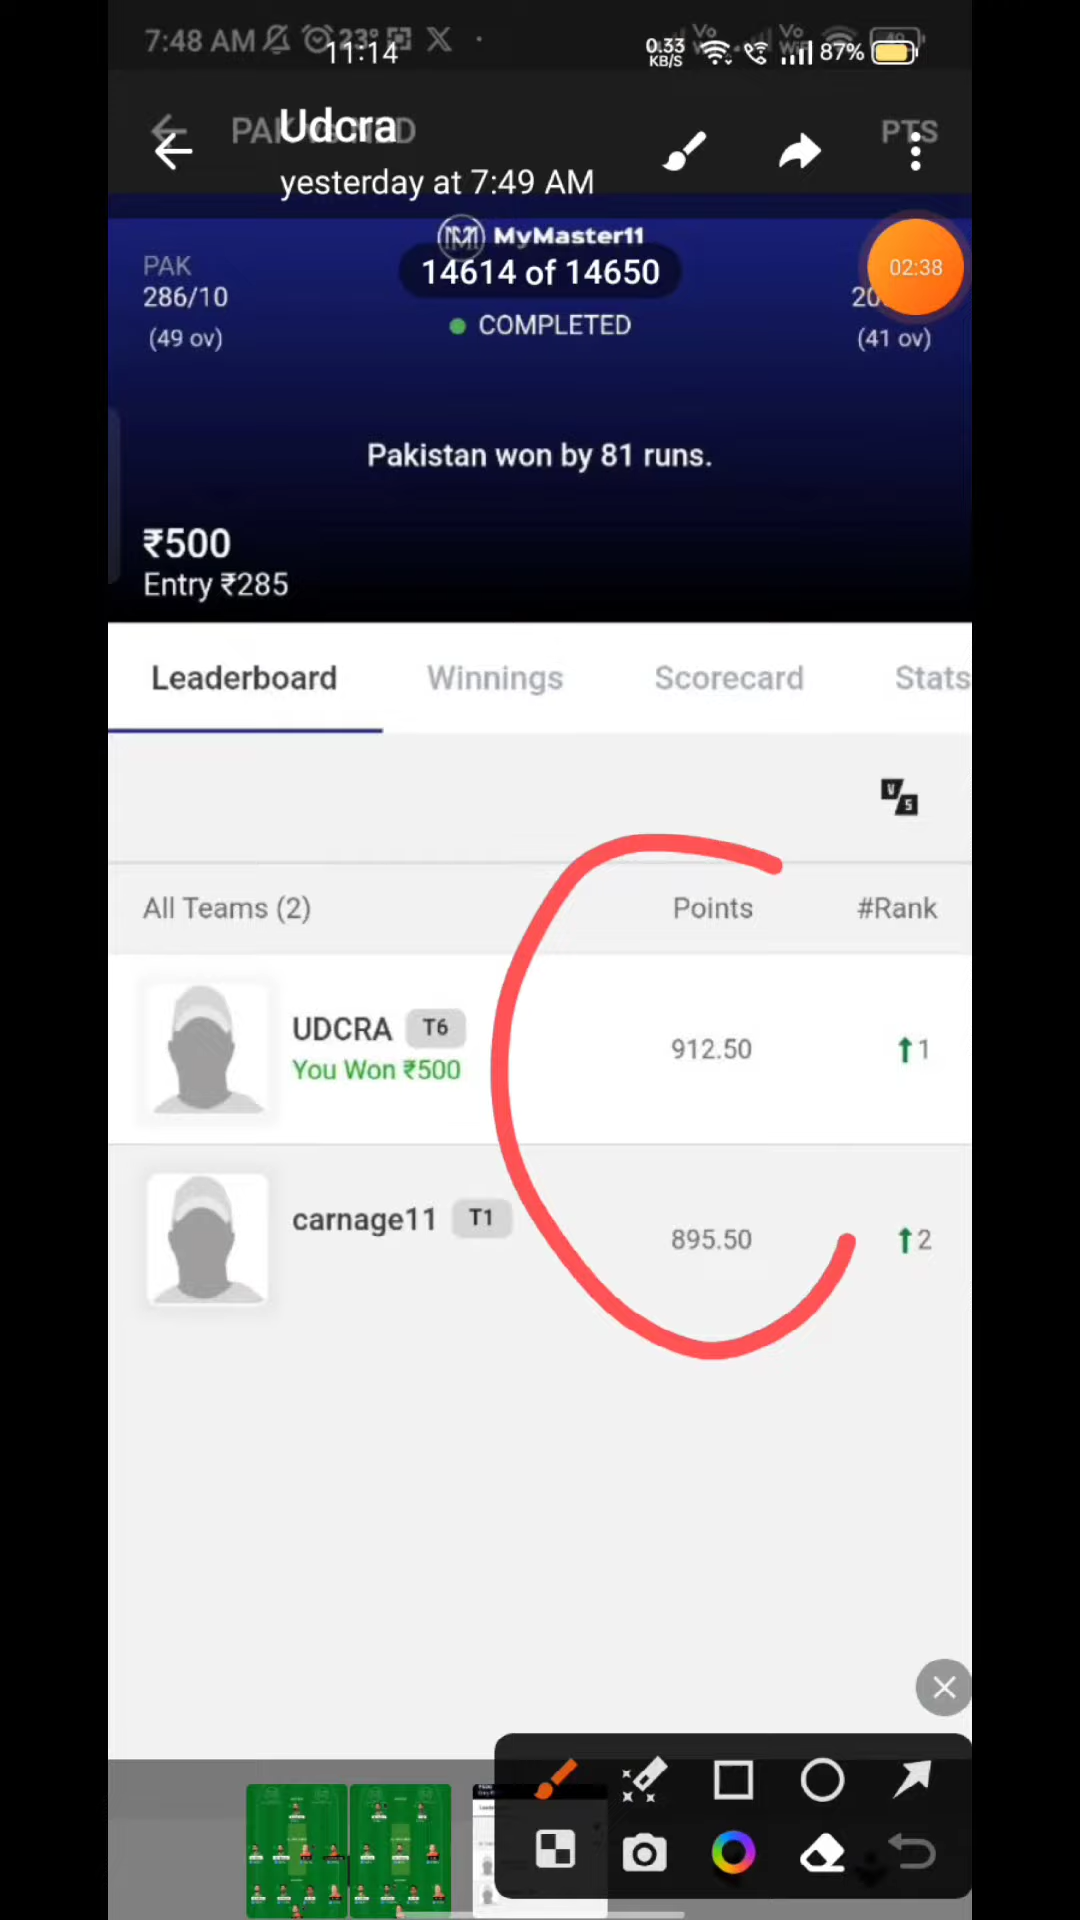 7:48 AM 23°
11:14
0.33 KB/S
87%
Udcra
PTS
yesterday at 7:49 AM
MyMaster11
PAK
14614 of 14650
02:38
286/10
COMPLETED
(49 ov)
(41 ov)
Pakistan won by 81 runs.
₹500
Entry ₹285
Leaderboard Winnings Scorecard Stats
V/S
All Teams (2) Points #Rank
UDCRA T6
You Won ₹500
912.50 1
carnage11 T1
895.50 2